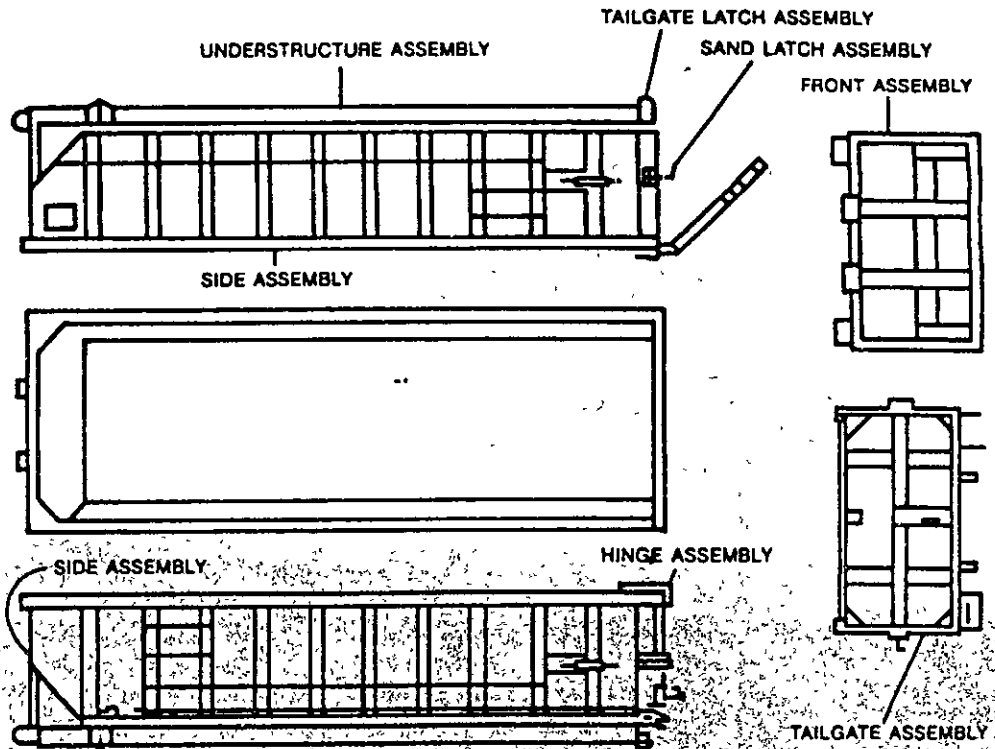 TAILGATE LATCH ASSEMBLY
UNDERSTRUCTURE ASSEMBLY
SAND LATCH ASSEMBLY
FRONT ASSEMBLY
SIDE ASSEMBLY
SIDE ASSEMBLY
HINGE ASSEMBLY
TAILGATE ASSEMBLY